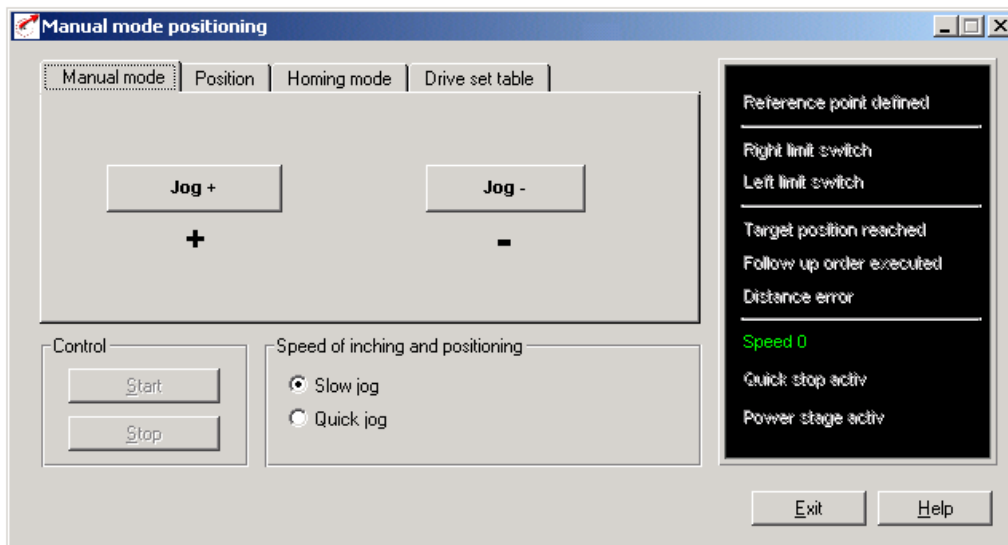 Manual mode positioning
Manual mode Position Homing mode Drive set table
Jog + Jog -
+ -
Control
Start
Stop
Speed of inching and positioning
Slow jog
Quick jog
Reference point defined
Right limit switch
Left limit switch
Target position reached
Follow up order executed
Distance error
Speed 0
Quick stop activ
Power stage activ
Exit Help